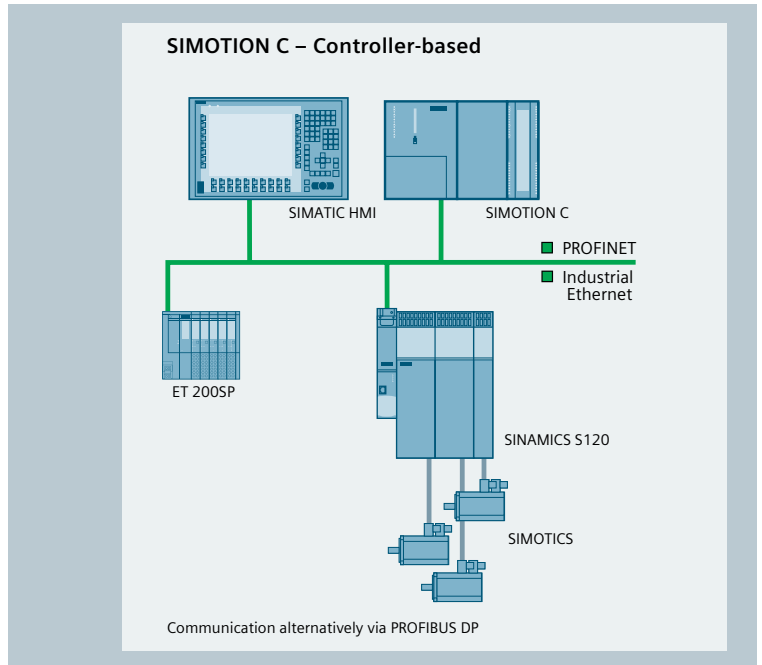 SIMOTION C – Controller-based
SIMATIC HMI
SIMOTION C
PROFINET
Industrial
Ethernet
ET 200SP
SINAMICS S120
SIMOTICS
Communication alternatively via PROFIBUS DP